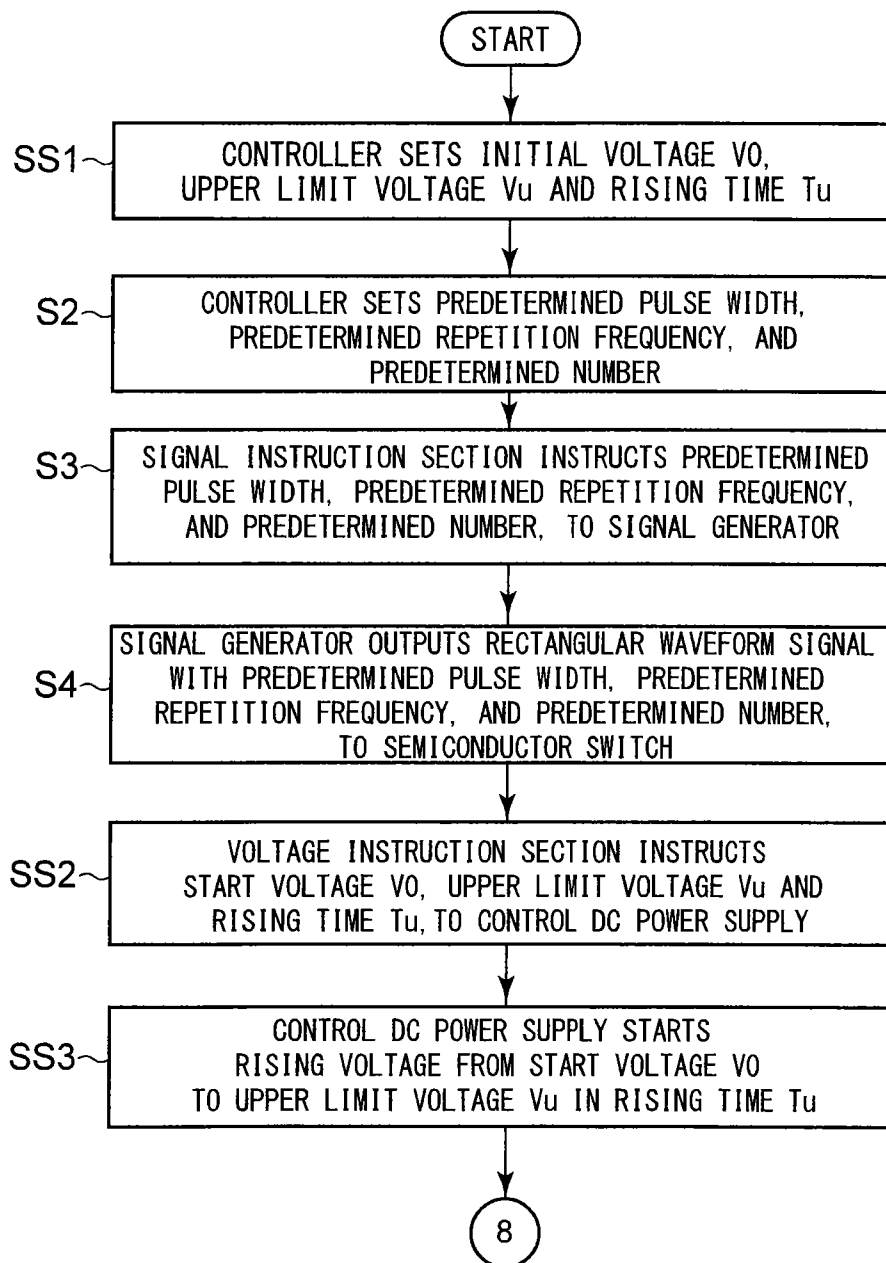 START
SS1~
CONTROLLER SETS INITIAL VOLTAGE V0,
UPPER LIMIT VOLTAGE Vu AND RISING TIME Tu
S2~
CONTROLLER SETS PREDETERMINED PULSE WIDTH,
PREDETERMINED REPETITION FREQUENCY, AND
PREDETERMINED NUMBER
S3~
SIGNAL INSTRUCTION SECTION INSTRUCTS PREDETERMINED
PULSE WIDTH, PREDETERMINED REPETITION FREQUENCY,
AND PREDETERMINED NUMBER, TO SIGNAL GENERATOR
S4~
SIGNAL GENERATOR OUTPUTS RECTANGULAR WAVEFORM SIGNAL
WITH PREDETERMINED PULSE WIDTH, PREDETERMINED
REPETITION FREQUENCY, AND PREDETERMINED NUMBER,
TO SEMICONDUCTOR SWITCH
SS2~
VOLTAGE INSTRUCTION SECTION INSTRUCTS
START VOLTAGE V0, UPPER LIMIT VOLTAGE Vu AND
RISING TIME Tu, TO CONTROL DC POWER SUPPLY
SS3~
CONTROL DC POWER SUPPLY STARTS
RISING VOLTAGE FROM START VOLTAGE V0
TO UPPER LIMIT VOLTAGE Vu IN RISING TIME Tu
8